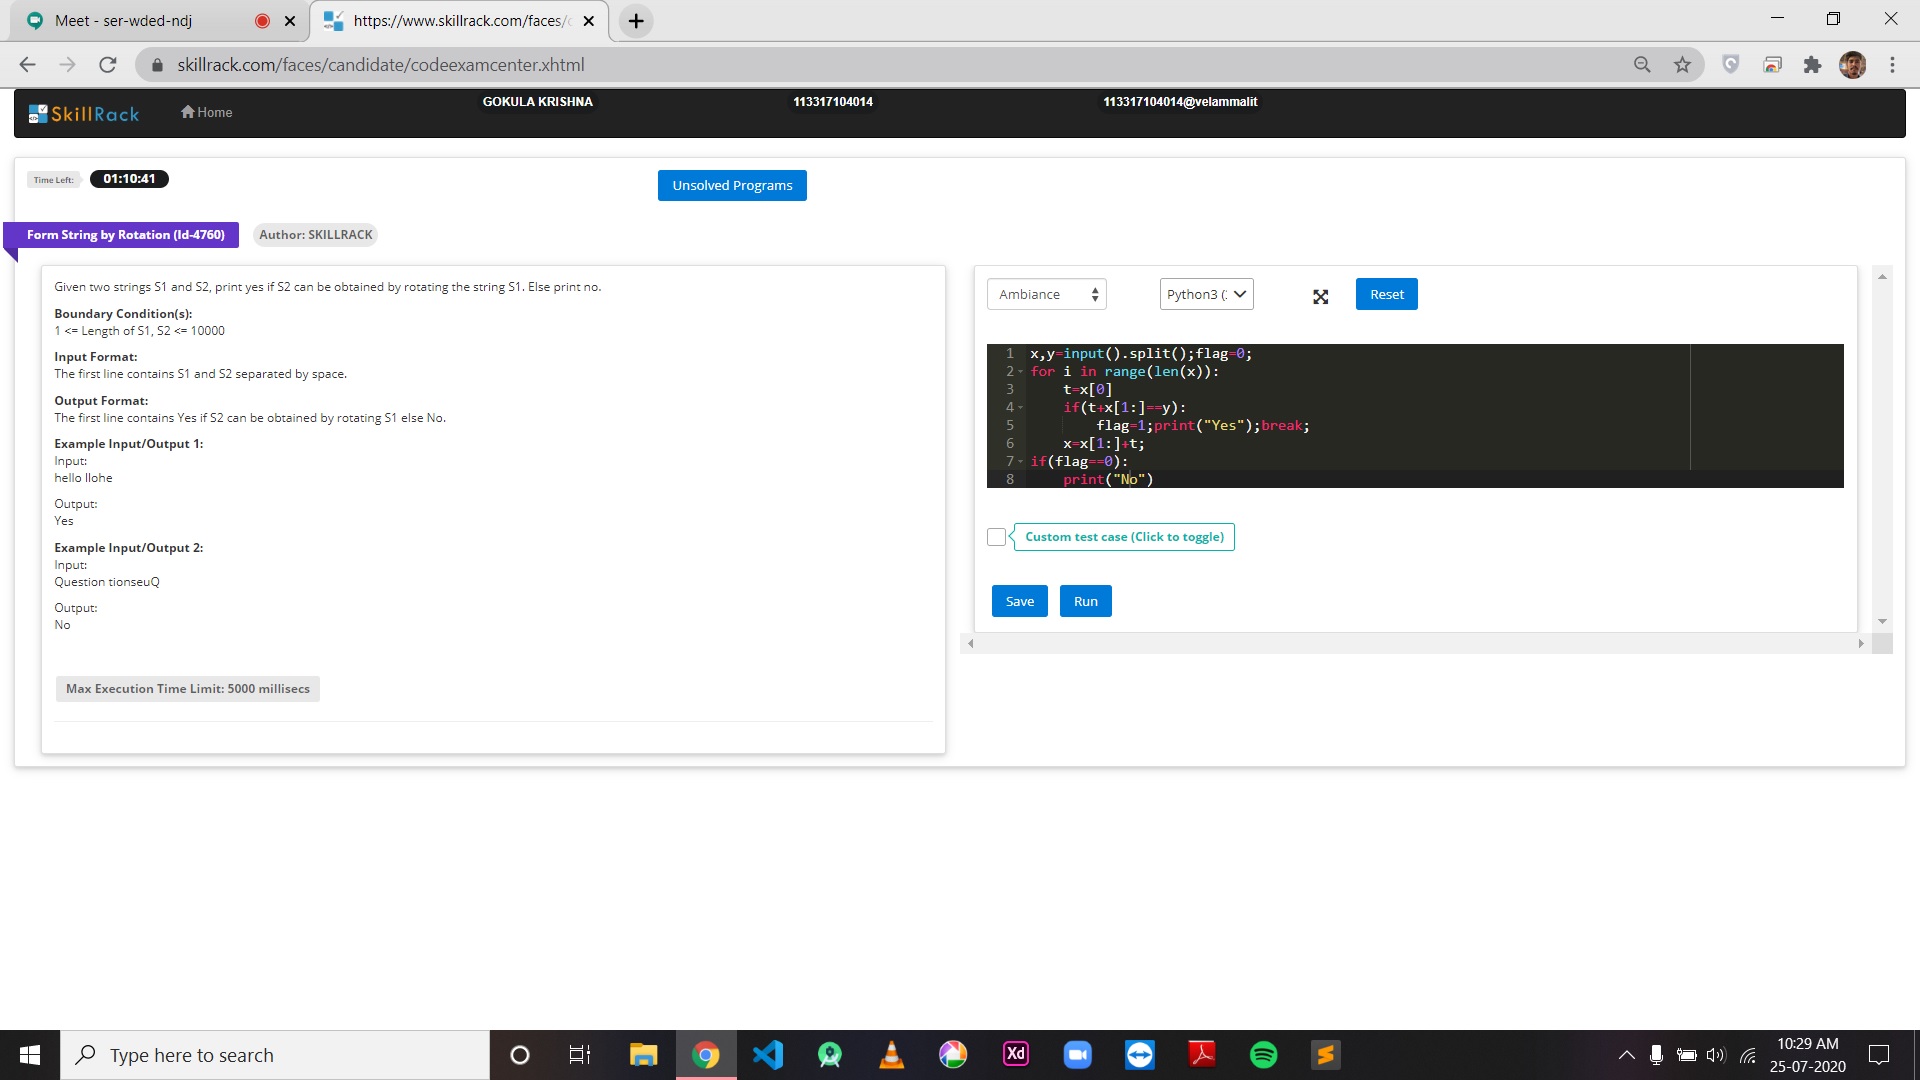 Meet - ser-wded-ndj
https://www.skillrack.com/faces/c
skillrack.com/faces/candidate/codeexamcenter.xhtml
SkillRack
Home
GOKULA KRISHNA
113317104014
113317104014@velammalit
Time Left:
01:10:41
Unsolved Programs
Form String by Rotation (Id-4760)
Author: SKILLRACK
Given two strings S1 and S2, print yes if S2 can be obtained by rotating the string S1. Else print no.
Boundary Condition(s):
1 <= Length of S1, S2 <= 10000
Input Format:
The first line contains S1 and S2 separated by space.
Output Format:
The first line contains Yes if S2 can be obtained by rotating S1 else No.
Example Input/Output 1:
Input:
hello llohe
Output:
Yes
Example Input/Output 2:
Input:
Question tionseuQ
Output:
No
Max Execution Time Limit: 5000 millisecs
Ambiance
Python3 (
Reset
1 x,y=input().split();flag=0;
2 for i in range(len(x)):
3     t=x[0]
4     if(t+x[1:]==y):
5         flag=1;print("Yes");break;
6     x=x[1:]+t;
7 if(flag==0):
8     print("No")
Custom test case (Click to toggle)
Save
Run
Type here to search
Xd
10:29 AM
25-07-2020